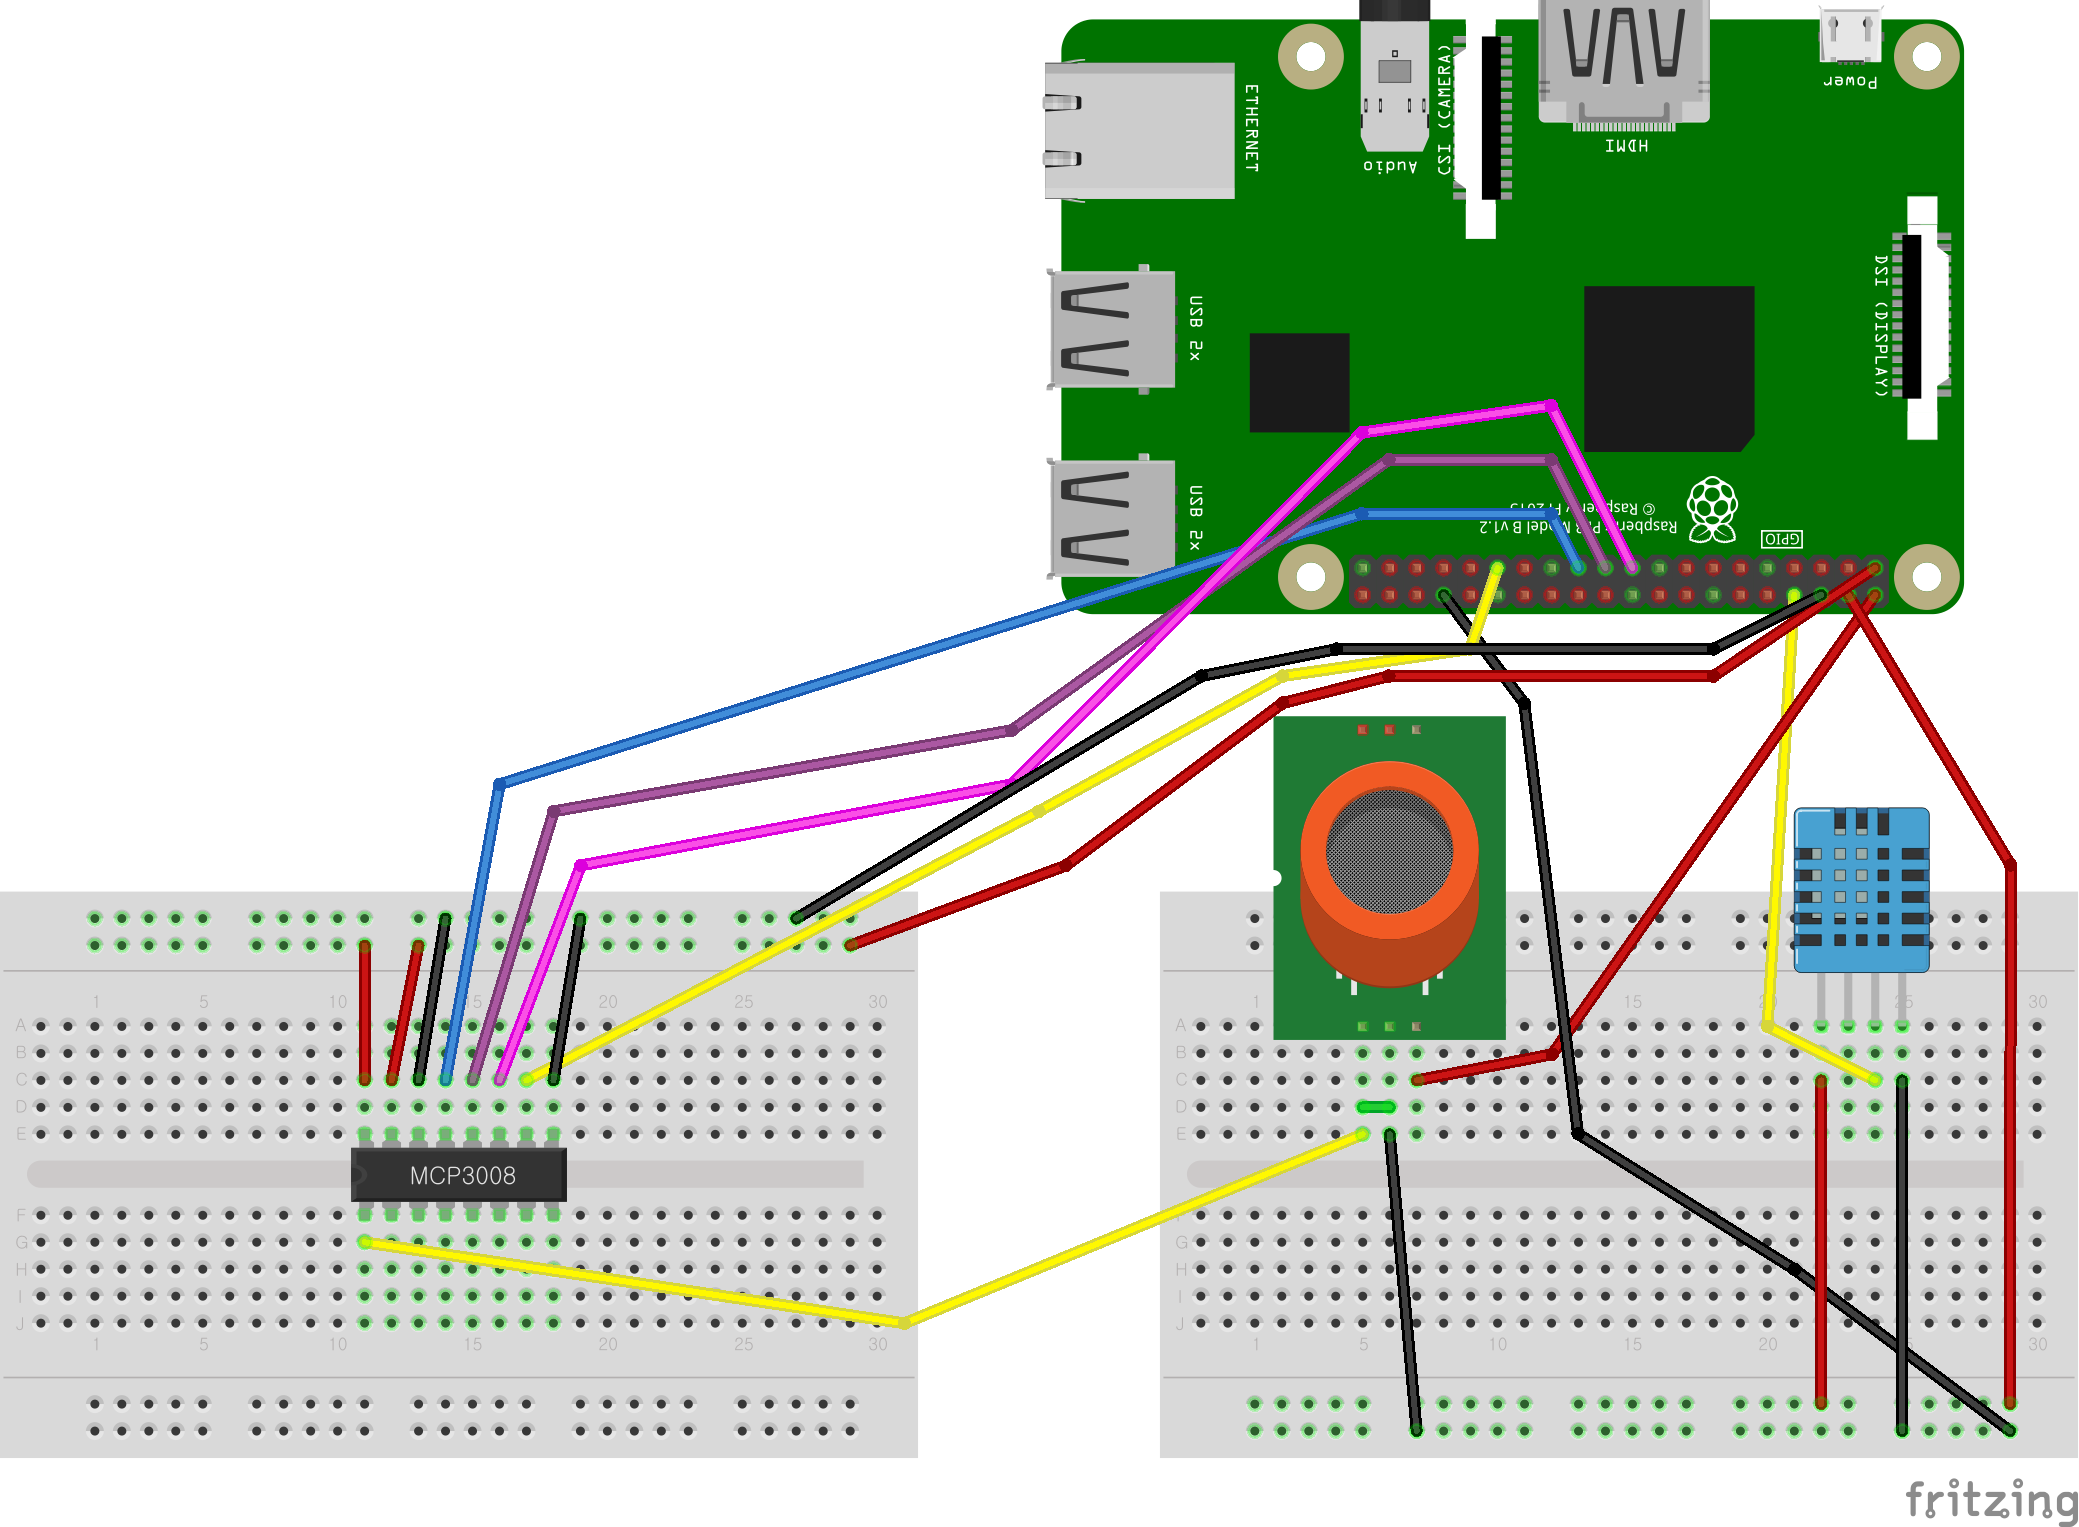 Power
ETHERNET
CSI (CAMERA)
HDMI
Audio
DSI (DISPLAY)
USB 2x
USB 2x
© Raspberry Pi 2015
Raspberry Pi 3 Model B v1.2
GPIO
1 5 10 15 20 25 30
1 15 20 25 30
A A
B B
C C
D D
E E
MCP3008
F F
G G
H H
I I
J J
1 5 10 15 20 25 30
1 5 10 15 20 25 30
fritzing